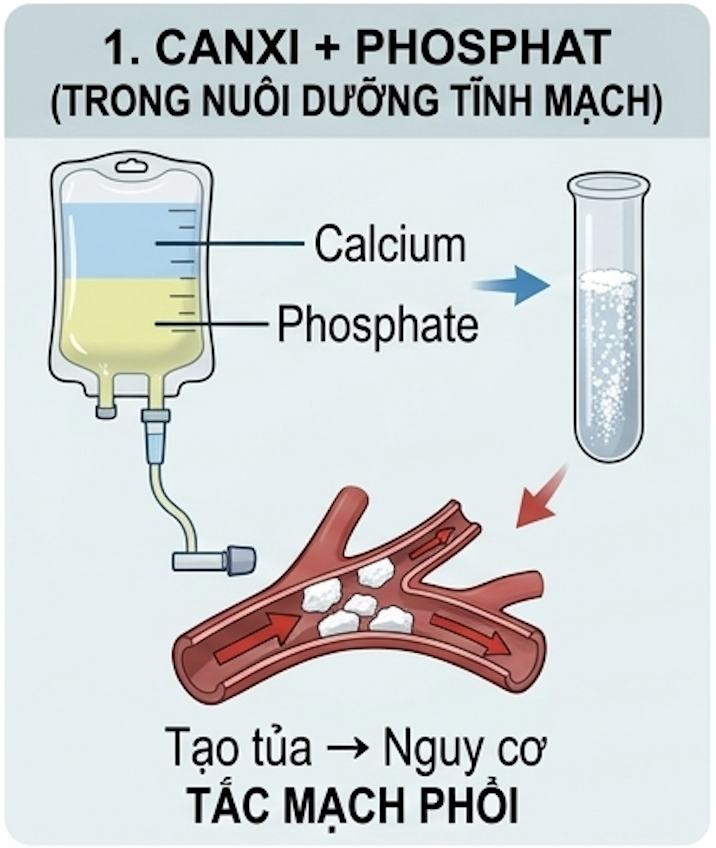 1. CANXI + PHOSPHAT
(TRONG NUÔI DƯỠNG TĨNH MẠCH)
Calcium
Phosphate
Tạo tủa → Nguy cơ
TẮC MẠCH PHỔI